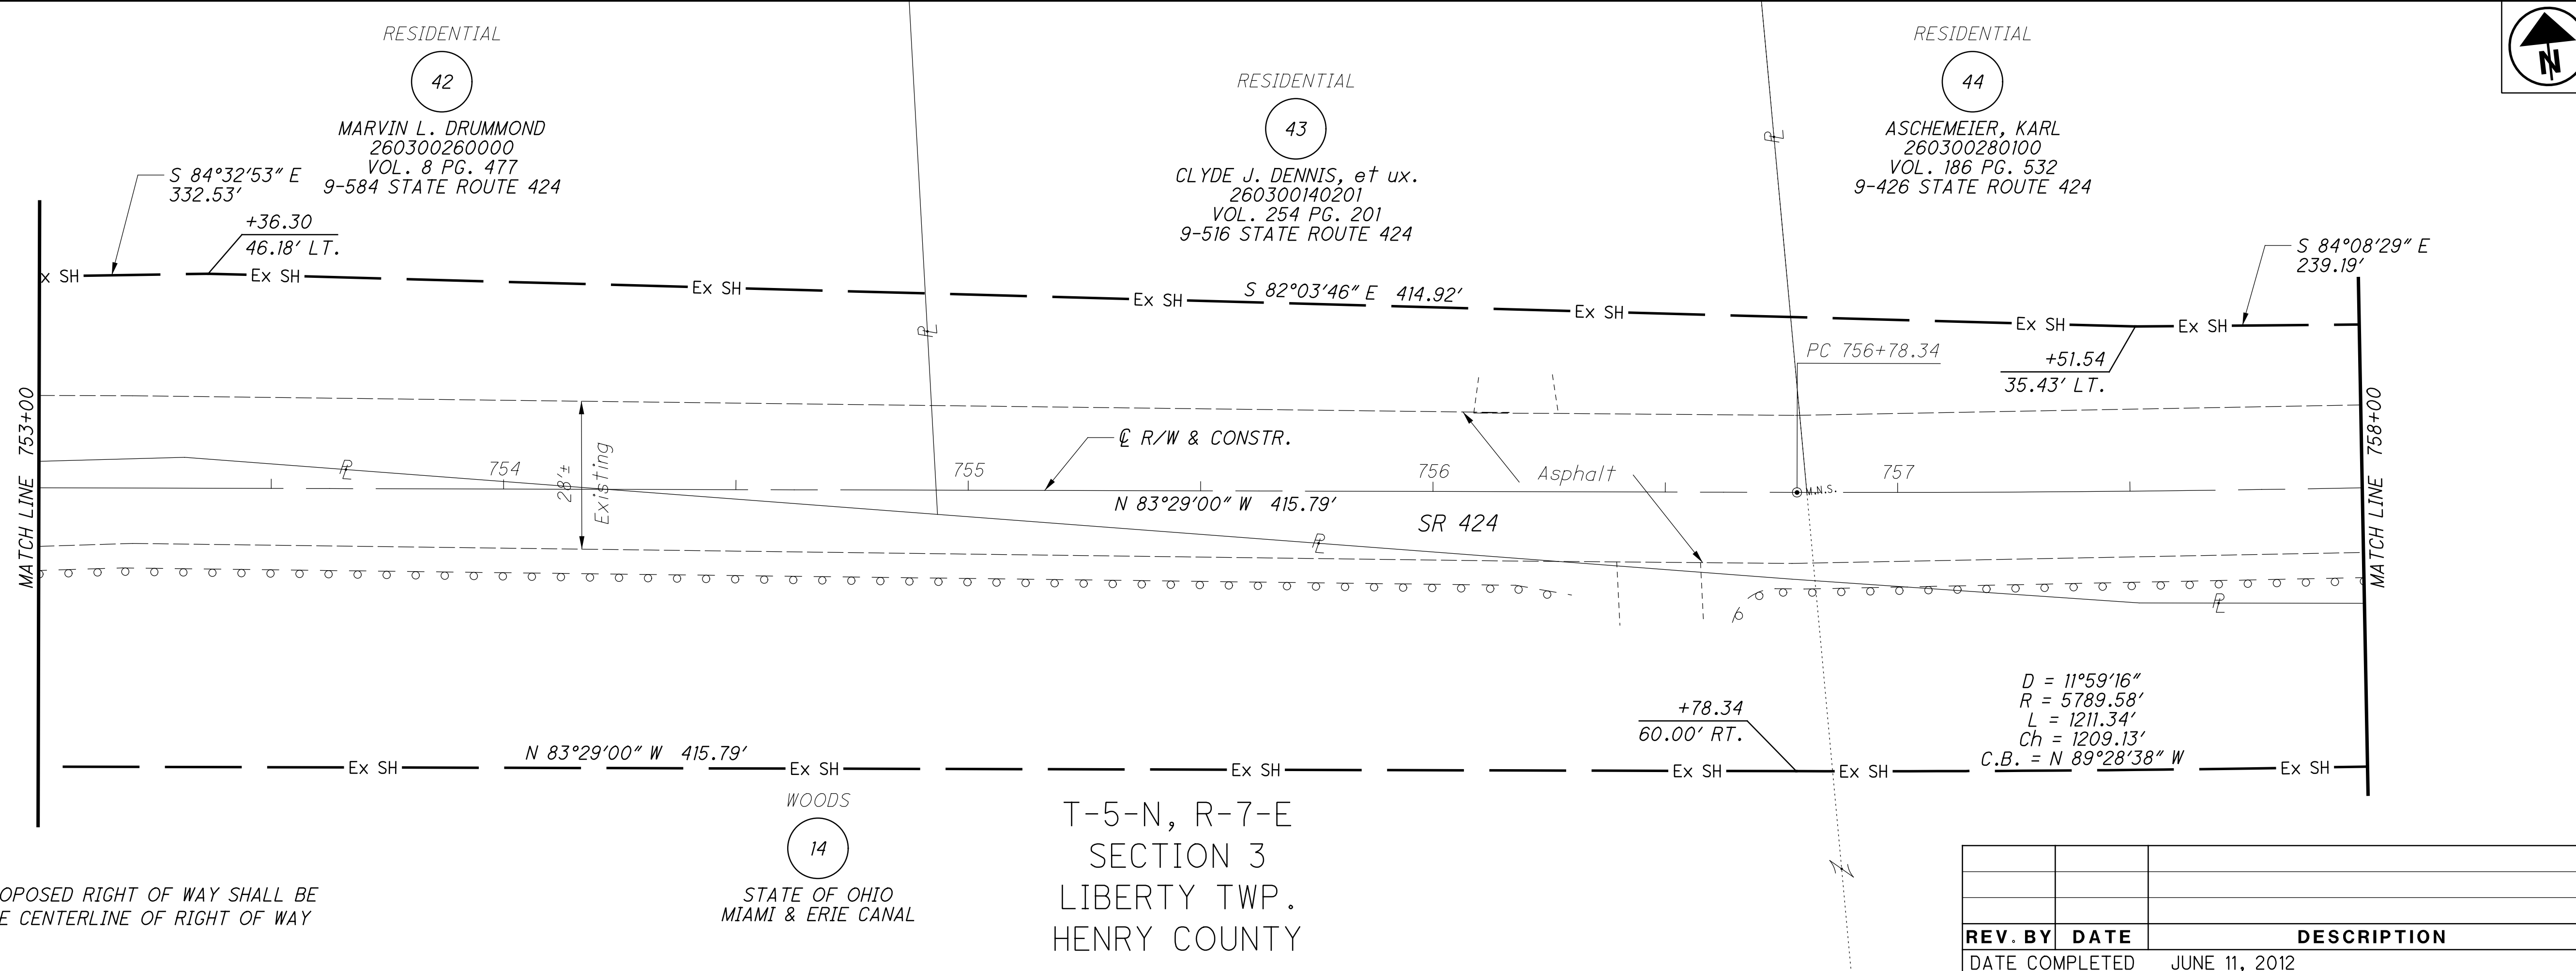 RESIDENTIAL
42
MARVIN L. DRUMMOND
260300260000
VOL. 8 PG. 477
9-584 STATE ROUTE 424
RESIDENTIAL
43
CLYDE J. DENNIS, et ux.
260300140201
VOL. 254 PG. 201
9-516 STATE ROUTE 424
RESIDENTIAL
44
ASCHEMEIER, KARL
260300280100
VOL. 186 PG. 532
9-426 STATE ROUTE 424
N
S 84°32'53" E
332.53'
+36.30
46.18' LT.
S 84°08'29" E
239.19'
x SH
Ex SH
Ex SH
Ex SH
S 82°03'46" E 414.92'
Ex SH
Ex SH
Ex SH
PL
PL
PC 756+78.34
+51.54
35.43' LT.
MATCH LINE 753+00
MATCH LINE 758+00
℄ R/W & CONSTR.
PL
754
755
756
757
28'±
Existing
Asphalt
M.N.S.
N 83°29'00" W 415.79'
SR 424
PL
PL
+78.34
60.00' RT.
D = 11°59'16"
R = 5789.58'
L = 1211.34'
Ch = 1209.13'
C.B. = N 89°28'38" W
N 83°29'00" W 415.79'
Ex SH
Ex SH
Ex SH
Ex SH
Ex SH
Ex SH
WOODS
14
STATE OF OHIO
MIAMI & ERIE CANAL
T-5-N, R-7-E
SECTION 3
LIBERTY TWP.
HENRY COUNTY
OPOSED RIGHT OF WAY SHALL BE
E CENTERLINE OF RIGHT OF WAY
REV. BY DATE DESCRIPTION
DATE COMPLETED JUNE 11, 2012